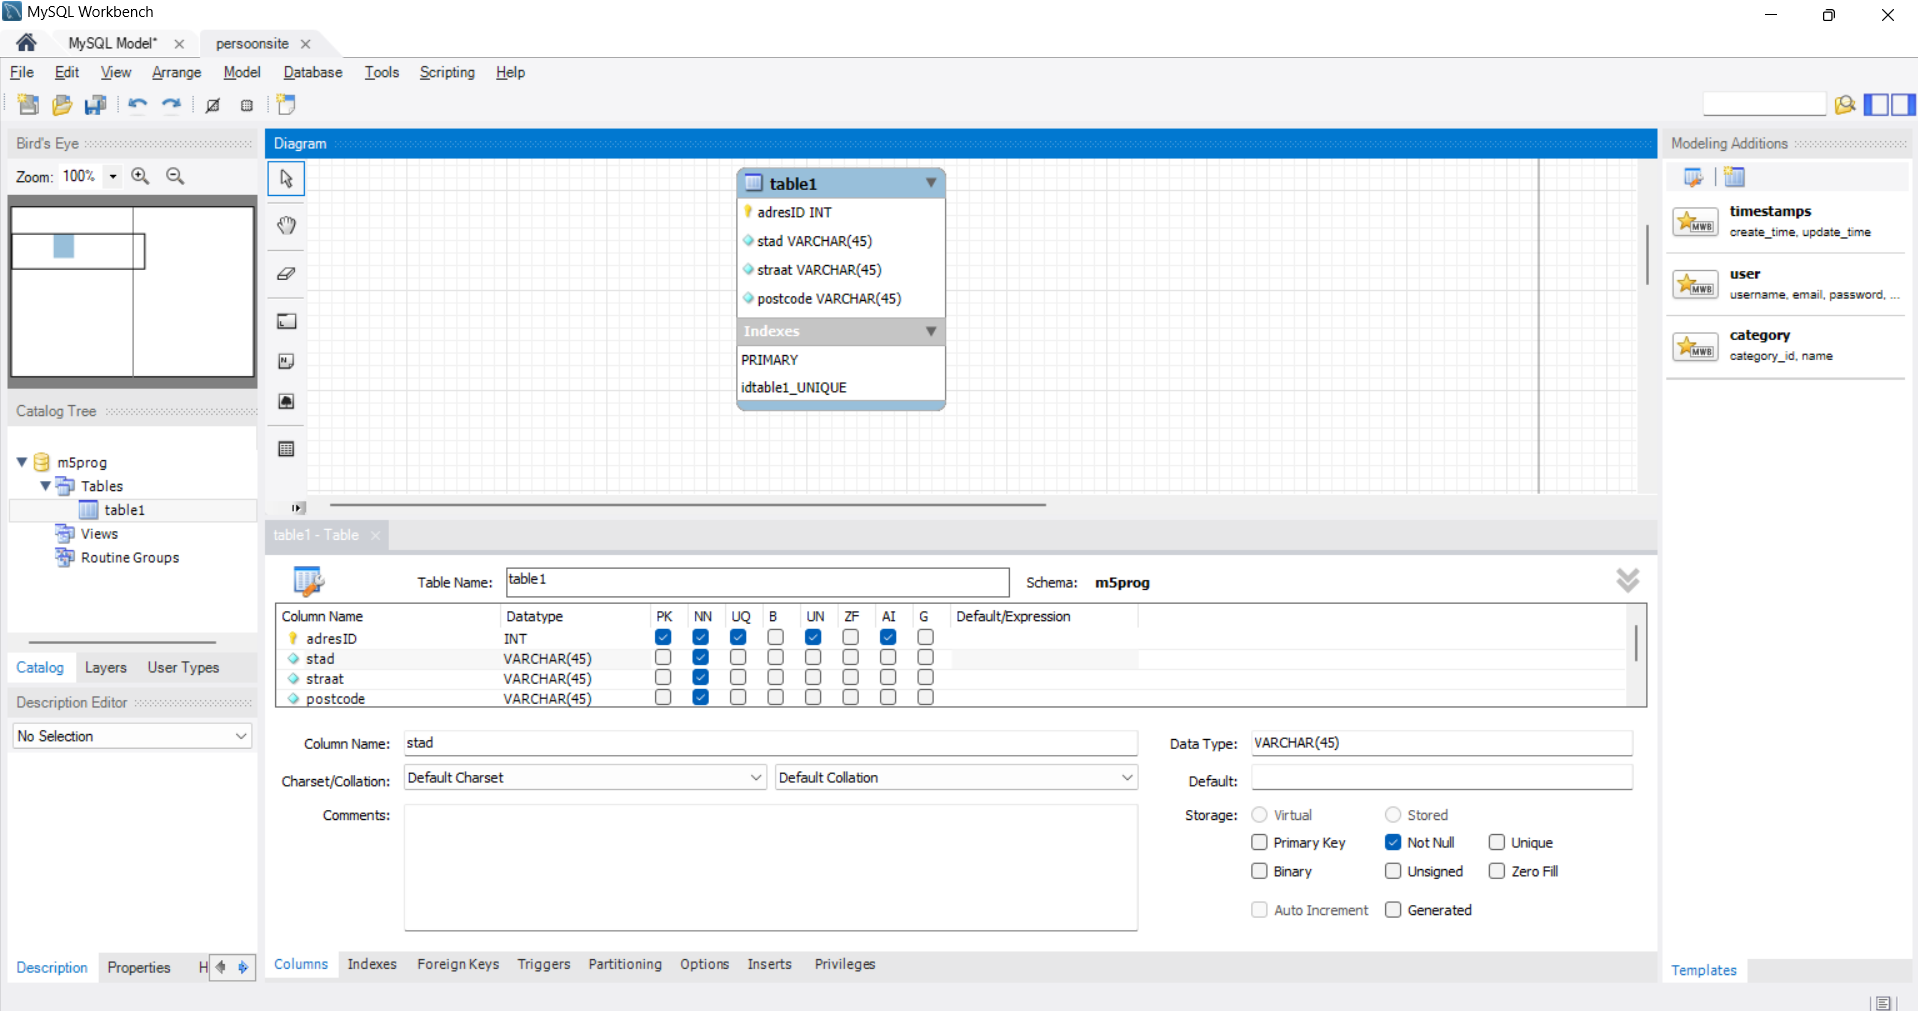 MySQL Workbench
MySQL Model* persoonsite
File Edit View Arrange Model Database Tools Scripting Help
Bird's Eye
Zoom: 100%
Catalog Tree
m5prog
Tables
table1
Views
Routine Groups
Catalog Layers User Types
Description Editor
No Selection
Description Properties H
Diagram
table1
adresID INT
stad VARCHAR(45)
straat VARCHAR(45)
postcode VARCHAR(45)
Indexes
PRIMARY
idtable1_UNIQUE
table1 - Table
Table Name: table1 Schema: m5prog
Column Name Datatype PK NN UQ B UN ZF AI G Default/Expression
adresID INT
stad VARCHAR(45)
straat VARCHAR(45)
postcode VARCHAR(45)
Column Name: stad Data Type: VARCHAR(45)
Charset/Collation: Default Charset Default Collation Default:
Comments: Storage: Virtual Stored
Primary Key Not Null Unique
Binary Unsigned Zero Fill
Auto Increment Generated
Columns Indexes Foreign Keys Triggers Partitioning Options Inserts Privileges
Modeling Additions
MWB
timestamps
create_time, update_time
MWB
user
username, email, password, ...
MWB
category
category_id, name
Templates